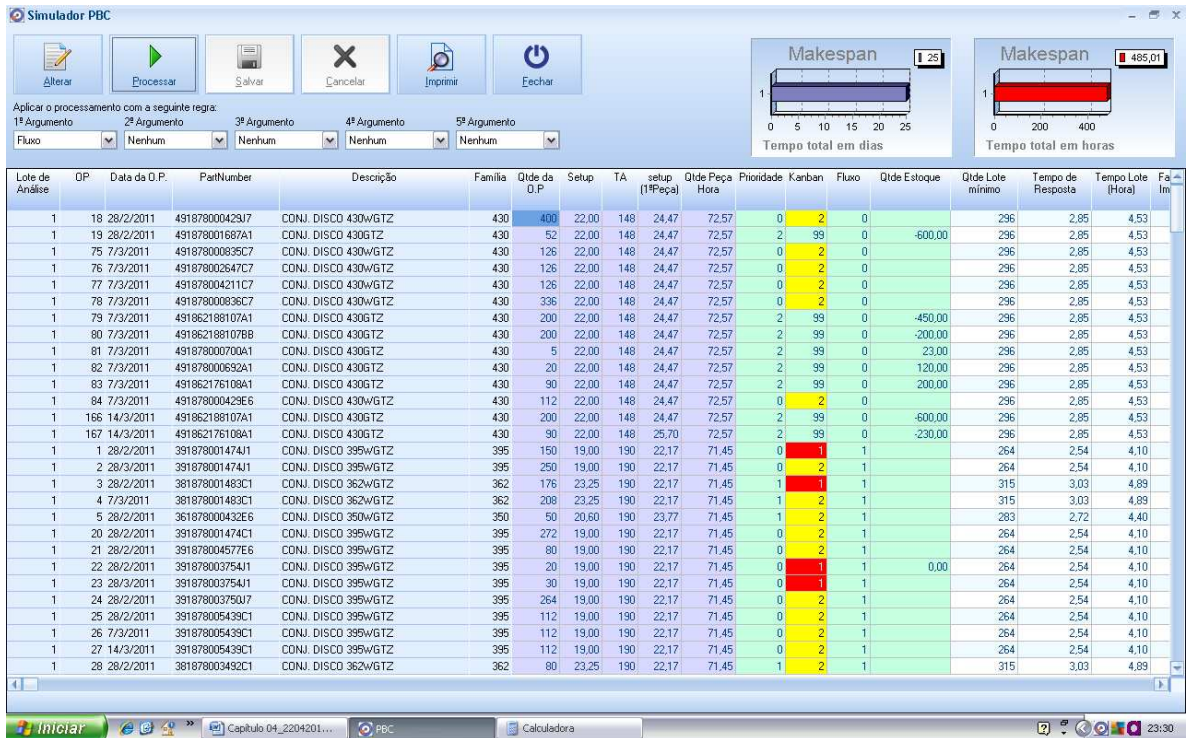 Simulador PBC
Alterar Processar Salvar Cancelar Imprimir Fechar
Aplicar o processamento com a seguinte regra:
1ª Argumento 2ª Argumento 3ª Argumento 4ª Argumento 5ª Argumento
Fluxo Nenhum Nenhum Nenhum Nenhum
Makespan 25
1
0 5 10 15 20 25
Tempo total em dias
Makespan 485,01
1
0 200 400
Tempo total em horas
Lote de Análise OP Data da O.P. PartNumber Descrição Família Qtde da O.P Setup TA setup (1ªPeça) Qtde Peça Hora Prioridade Kanban Fluxo Qtde Estoque Qtde Lote mínimo Tempo de Resposta Tempo Lote (Hora) Fa Im
1 18 28/2/2011 491878000429J7 CONJ. DISCO 430WGTZ 430 400 22,00 148 24,47 72,57 0 2 0 296 2,85 4,53
1 19 28/2/2011 491878001687A1 CONJ. DISCO 430GTZ 430 52 22,00 148 24,47 72,57 2 99 0 -600,00 296 2,85 4,53
1 75 7/3/2011 491878000835C7 CONJ. DISCO 430WGTZ 430 126 22,00 148 24,47 72,57 0 2 0 296 2,85 4,53
1 76 7/3/2011 491878002647C7 CONJ. DISCO 430WGTZ 430 126 22,00 148 24,47 72,57 0 2 0 296 2,85 4,53
1 77 7/3/2011 491878004211C7 CONJ. DISCO 430WGTZ 430 126 22,00 148 24,47 72,57 0 2 0 296 2,85 4,53
1 78 7/3/2011 491878000836C7 CONJ. DISCO 430WGTZ 430 336 22,00 148 24,47 72,57 0 2 0 296 2,85 4,53
1 79 7/3/2011 491862188107A1 CONJ. DISCO 430GTZ 430 200 22,00 148 24,47 72,57 2 99 0 -450,00 296 2,85 4,53
1 80 7/3/2011 491862188107BB CONJ. DISCO 430GTZ 430 200 22,00 148 24,47 72,57 2 99 0 -200,00 296 2,85 4,53
1 81 7/3/2011 491878000700A1 CONJ. DISCO 430GTZ 430 5 22,00 148 24,47 72,57 2 99 0 23,00 296 2,85 4,53
1 82 7/3/2011 491878000692A1 CONJ. DISCO 430GTZ 430 20 22,00 148 24,47 72,57 2 99 0 120,00 296 2,85 4,53
1 83 7/3/2011 491862176108A1 CONJ. DISCO 430GTZ 430 90 22,00 148 24,47 72,57 2 99 0 200,00 296 2,85 4,53
1 84 7/3/2011 491878000429E6 CONJ. DISCO 430WGTZ 430 112 22,00 148 24,47 72,57 0 2 0 296 2,85 4,53
1 166 14/3/2011 491862188107A1 CONJ. DISCO 430GTZ 430 200 22,00 148 24,47 72,57 2 99 0 -600,00 296 2,85 4,53
1 167 14/3/2011 491862176108A1 CONJ. DISCO 430GTZ 430 90 22,00 148 25,70 72,57 2 99 0 -230,00 296 2,85 4,53
1 1 28/2/2011 391878001474J1 CONJ. DISCO 395WGTZ 395 150 19,00 190 22,17 71,45 0 1 1 264 2,54 4,10
1 2 28/3/2011 391878001474J1 CONJ. DISCO 395WGTZ 395 250 19,00 190 22,17 71,45 0 2 1 264 2,54 4,10
1 3 28/2/2011 381878001483C1 CONJ. DISCO 362WGTZ 362 176 23,25 190 22,17 71,45 1 1 1 315 3,03 4,89
1 4 7/3/2011 381878001483C1 CONJ. DISCO 362WGTZ 362 208 23,25 190 22,17 71,45 1 2 1 315 3,03 4,89
1 5 28/2/2011 361878000432E6 CONJ. DISCO 350WGTZ 350 50 20,60 190 23,77 71,45 1 2 1 283 2,72 4,40
1 20 28/2/2011 391878001474C1 CONJ. DISCO 395WGTZ 395 272 19,00 190 22,17 71,45 0 2 1 264 2,54 4,10
1 21 28/2/2011 391878004577E6 CONJ. DISCO 395WGTZ 395 80 19,00 190 22,17 71,45 0 2 1 264 2,54 4,10
1 22 28/2/2011 391878003754J1 CONJ. DISCO 395WGTZ 395 20 19,00 190 22,17 71,45 0 1 1 0,00 264 2,54 4,10
1 23 28/3/2011 391878003754J1 CONJ. DISCO 395WGTZ 395 30 19,00 190 22,17 71,45 0 1 1 264 2,54 4,10
1 24 28/2/2011 391878003750J7 CONJ. DISCO 395WGTZ 395 264 19,00 190 22,17 71,45 0 2 1 264 2,54 4,10
1 25 28/2/2011 391878005439C1 CONJ. DISCO 395WGTZ 395 112 19,00 190 22,17 71,45 0 2 1 264 2,54 4,10
1 26 7/3/2011 391878005439C1 CONJ. DISCO 395WGTZ 395 112 19,00 190 22,17 71,45 0 2 1 264 2,54 4,10
1 27 14/3/2011 391878005439C1 CONJ. DISCO 395WGTZ 395 112 19,00 190 22,17 71,45 0 2 1 264 2,54 4,10
1 28 28/2/2011 381878003492C1 CONJ. DISCO 362WGTZ 362 80 23,25 190 22,17 71,45 1 2 1 315 3,03 4,89
Iniciar » Capítulo 04_2204201... PBC Calculadora 23:30